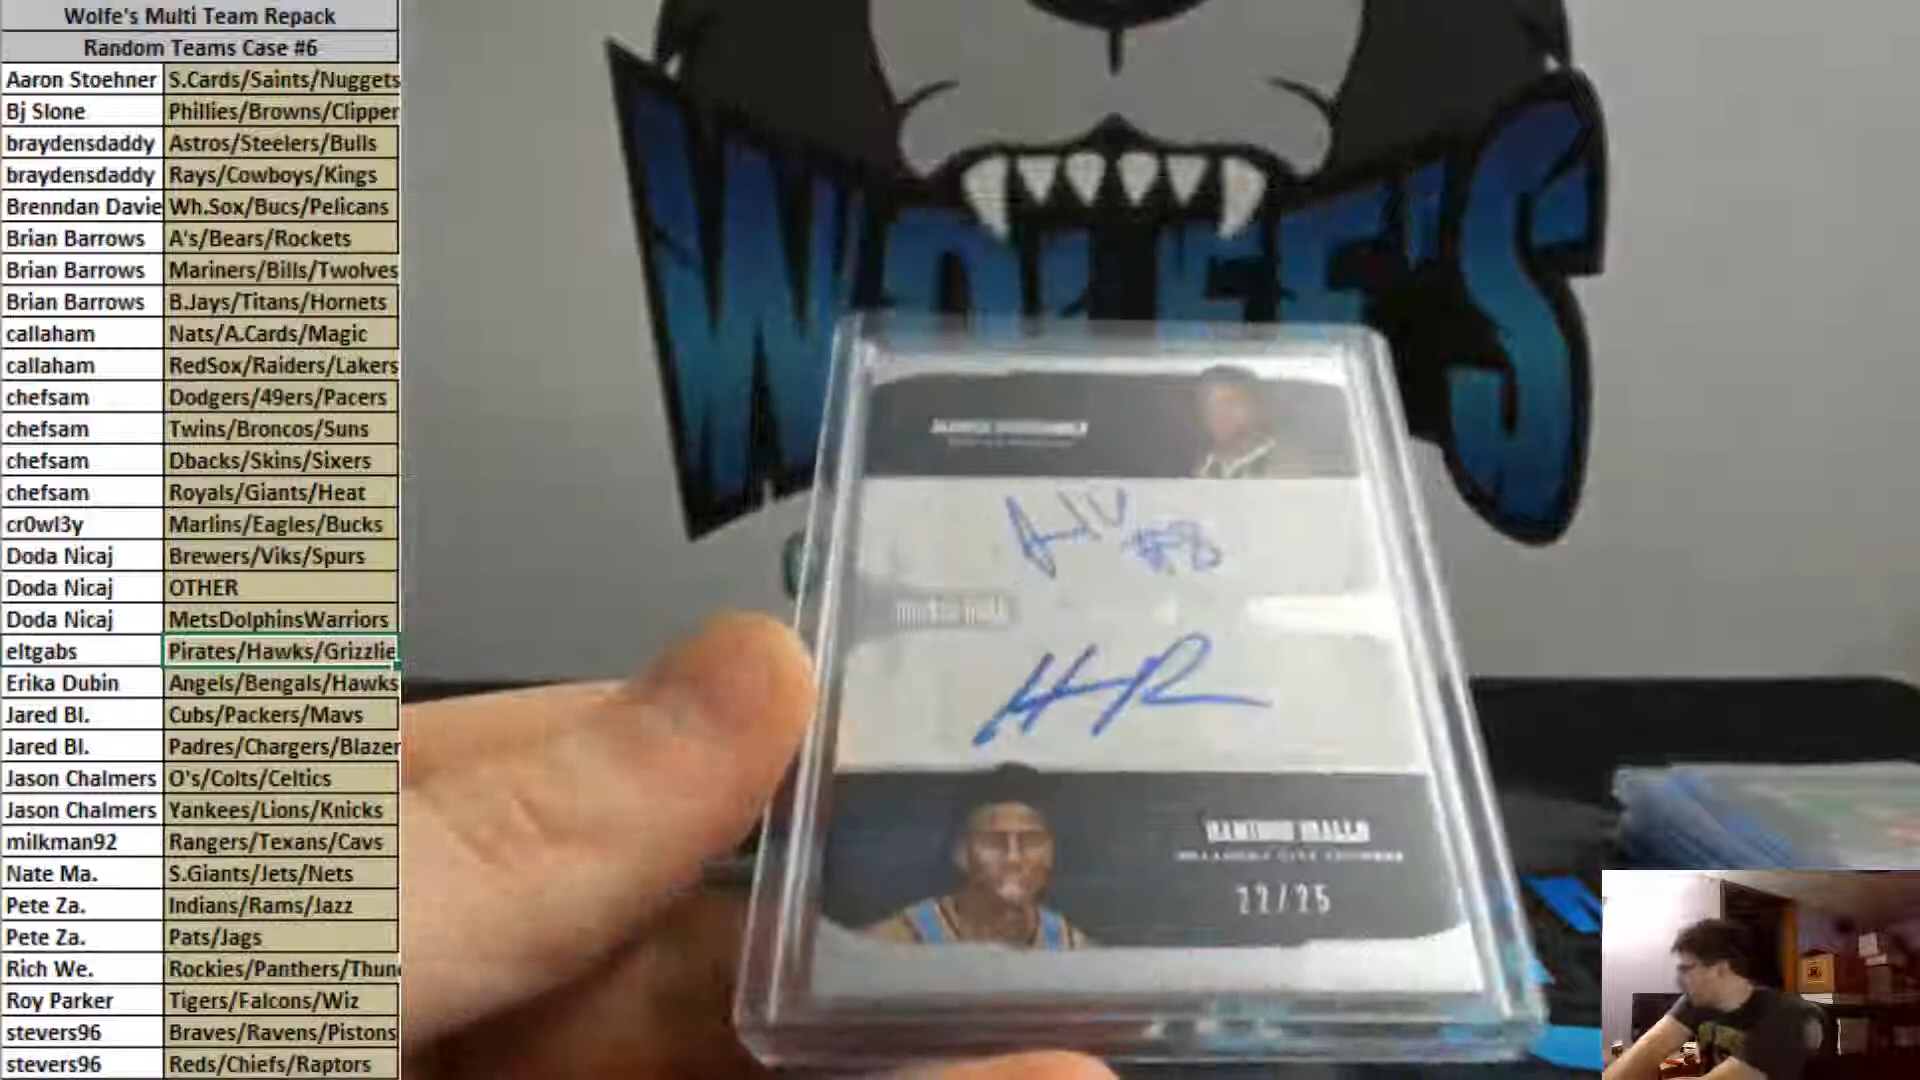 Wolfe's Multi Team Repack
Random Teams Case #6
Aaron Stoehner S.Cards/Saints/Nuggets
Bj Slone Phillies/Browns/Clipper
braydensdaddy Astros/Steelers/Bulls
braydensdaddy Rays/Cowboys/Kings
Brenndan Davie Wh.Sox/Bucs/Pelicans
Brian Barrows A's/Bears/Rockets
Brian Barrows Mariners/Bills/Twolves
Brian Barrows B.Jays/Titans/Hornets
callaham Nats/A.Cards/Magic
callaham RedSox/Raiders/Lakers
chefsam Dodgers/49ers/Pacers
chefsam Twins/Broncos/Suns
chefsam Dbacks/Skins/Sixers
chefsam Royals/Giants/Heat
cr0wl3y Marlins/Eagles/Bucks
Doda Nicaj Brewers/Viks/Spurs
Doda Nicaj OTHER
Doda Nicaj MetsDolphinsWarriors
eltgabs Pirates/Hawks/Grizzlie
Erika Dubin Angels/Bengals/Hawks
Jared Bl. Cubs/Packers/Mavs
Jared Bl. Padres/Chargers/Blazer
Jason Chalmers O's/Colts/Celtics
Jason Chalmers Yankees/Lions/Knicks
milkman92 Rangers/Texans/Cavs
Nate Ma. S.Giants/Jets/Nets
Pete Za. Indians/Rams/Jazz
Pete Za. Pats/Jags
Rich We. Rockies/Panthers/Thun
Roy Parker Tigers/Falcons/Wiz
stevers96 Braves/Ravens/Pistons
stevers96 Reds/Chiefs/Raptors
WOLFE'S
22/25